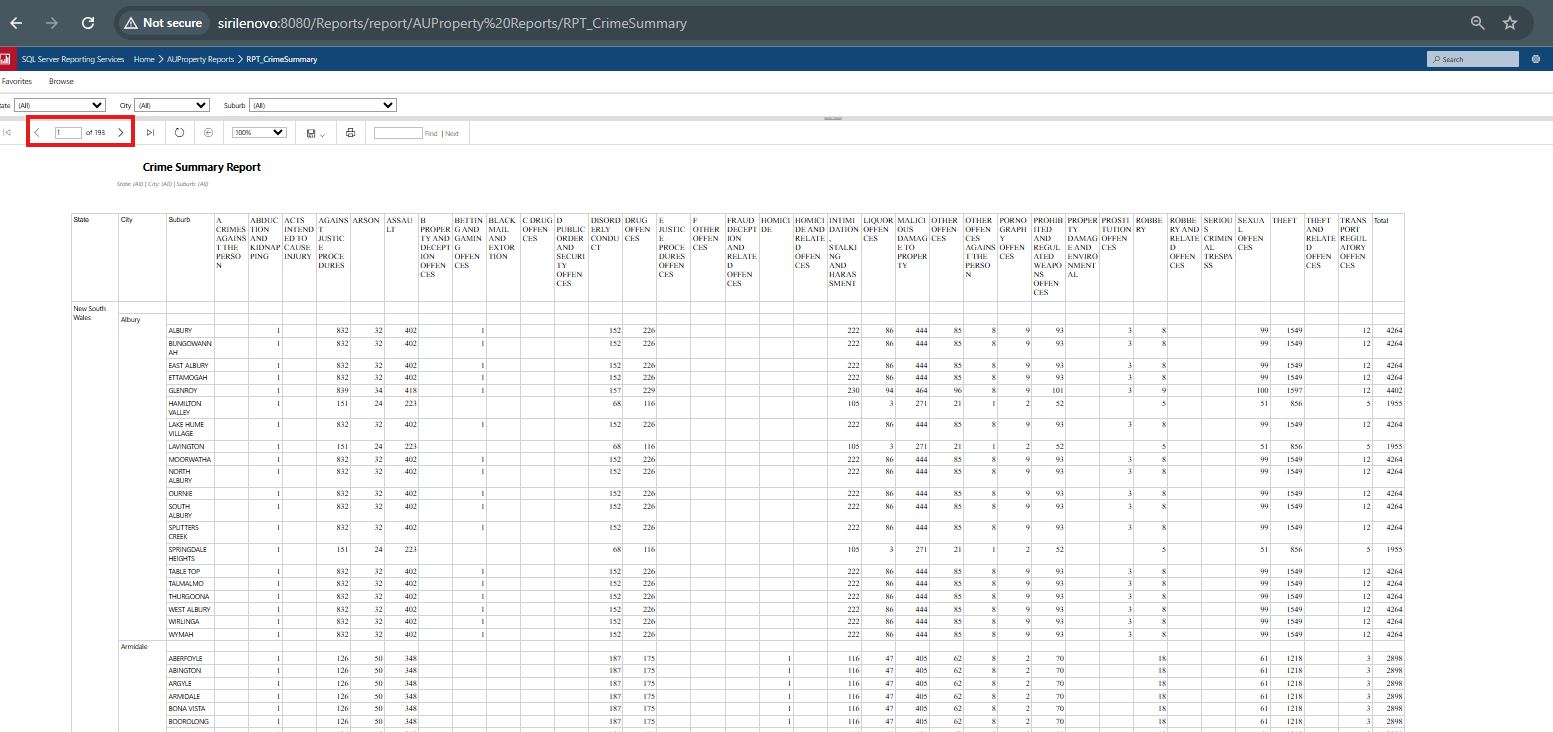 Not secure sirilenovo:8080/Reports/report/AUProperty%20Reports/RPT_CrimeSummary
SQL Server Reporting Services Home > AUProperty Reports > RPT_CrimeSummary Search
Favorites Browse
ate (All) City (All) Suburb (All)
1 of 193 100% Find | Next
Crime Summary Report
State: (All) | City: (All) | Suburb: (All)
State City Suburb A CRIMES AGAINST THE PERSON ABDUCTION AND KIDNAPPING ACTS INTENDED TO CAUSE INJURY AGAINST JUSTICE PROCEDURES ARSON ASSAULT B PROPERTY AND DECEPTION OFFENCES BETTING AND GAMING OFFENCES BLACKMAIL AND EXTORTION C DRUG OFFENCES D PUBLIC ORDER AND SECURITY OFFENCES DISORDERLY CONDUCT DRUG OFFENCES E JUSTICE PROCEDURES OFFENCES F OTHER OFFENCES FRAUD DECEPTION AND RELATED OFFENCES HOMICIDE HOMICIDE AND RELATED OFFENCES INTIMIDATION, STALKING AND HARASSMENT LIQUOR OFFENCES MALICIOUS DAMAGE TO PROPERTY OTHER OFFENCES OTHER OFFENCES AGAINST THE PERSON PORNOGRAPHY OFFENCES PROHIBITED AND REGULATED WEAPONS OFFENCES PROPERTY DAMAGE AND ENVIRONMENTAL PROSTITUTION OFFENCES ROBBERY ROBBERY AND RELATED OFFENCES SERIOUS CRIMINAL TRESPASS SEXUAL OFFENCES THEFT THEFT AND RELATED OFFENCES TRANSPORT REGULATORY OFFENCES Total
New South Wales
Albury
ALBURY 1 832 32 402 1 152 226 222 86 444 85 8 9 93 3 8 99 1549 12 4264
BUNGOWANNAH 1 832 32 402 1 152 226 222 86 444 85 8 9 93 3 8 99 1549 12 4264
EAST ALBURY 1 832 32 402 1 152 226 222 86 444 85 8 9 93 3 8 99 1549 12 4264
ETTAMOGAH 1 832 32 402 1 152 226 222 86 444 85 8 9 93 3 8 99 1549 12 4264
GLENROY 1 839 34 418 1 157 229 230 94 464 96 8 9 101 3 9 100 1597 12 4402
HAMILTON VALLEY 1 151 24 223 68 116 105 3 271 21 1 2 52 5 51 856 5 1955
LAKE HUME VILLAGE 1 832 32 402 1 152 226 222 86 444 85 8 9 93 3 8 99 1549 12 4264
LAVINGTON 1 151 24 223 68 116 105 3 271 21 1 2 52 5 51 856 5 1955
MOORWATHA 1 832 32 402 1 152 226 222 86 444 85 8 9 93 3 8 99 1549 12 4264
NORTH ALBURY 1 832 32 402 1 152 226 222 86 444 85 8 9 93 3 8 99 1549 12 4264
OURNIE 1 832 32 402 1 152 226 222 86 444 85 8 9 93 3 8 99 1549 12 4264
SOUTH ALBURY 1 832 32 402 1 152 226 222 86 444 85 8 9 93 3 8 99 1549 12 4264
SPLITTERS CREEK 1 832 32 402 1 152 226 222 86 444 85 8 9 93 3 8 99 1549 12 4264
SPRINGDALE HEIGHTS 1 151 24 223 68 116 105 3 271 21 1 2 52 5 51 856 5 1955
TABLE TOP 1 832 32 402 1 152 226 222 86 444 85 8 9 93 3 8 99 1549 12 4264
TALMALMO 1 832 32 402 1 152 226 222 86 444 85 8 9 93 3 8 99 1549 12 4264
THURGOONA 1 832 32 402 1 152 226 222 86 444 85 8 9 93 3 8 99 1549 12 4264
WEST ALBURY 1 832 32 402 1 152 226 222 86 444 85 8 9 93 3 8 99 1549 12 4264
WIRLINGA 1 832 32 402 1 152 226 222 86 444 85 8 9 93 3 8 99 1549 12 4264
WYMAH 1 832 32 402 1 152 226 222 86 444 85 8 9 93 3 8 99 1549 12 4264
Armidale
ABERFOYLE 1 126 50 348 187 175 1 116 47 405 62 8 2 70 18 61 1218 3 2898
ABINGTON 1 126 50 348 187 175 1 116 47 405 62 8 2 70 18 61 1218 3 2898
ARGYLE 1 126 50 348 187 175 1 116 47 405 62 8 2 70 18 61 1218 3 2898
ARMIDALE 1 126 50 348 187 175 1 116 47 405 62 8 2 70 18 61 1218 3 2898
BONA VISTA 1 126 50 348 187 175 1 116 47 405 62 8 2 70 18 61 1218 3 2898
BOOROLONG 1 126 50 348 187 175 1 116 47 405 62 8 2 70 18 61 1218 3 2898